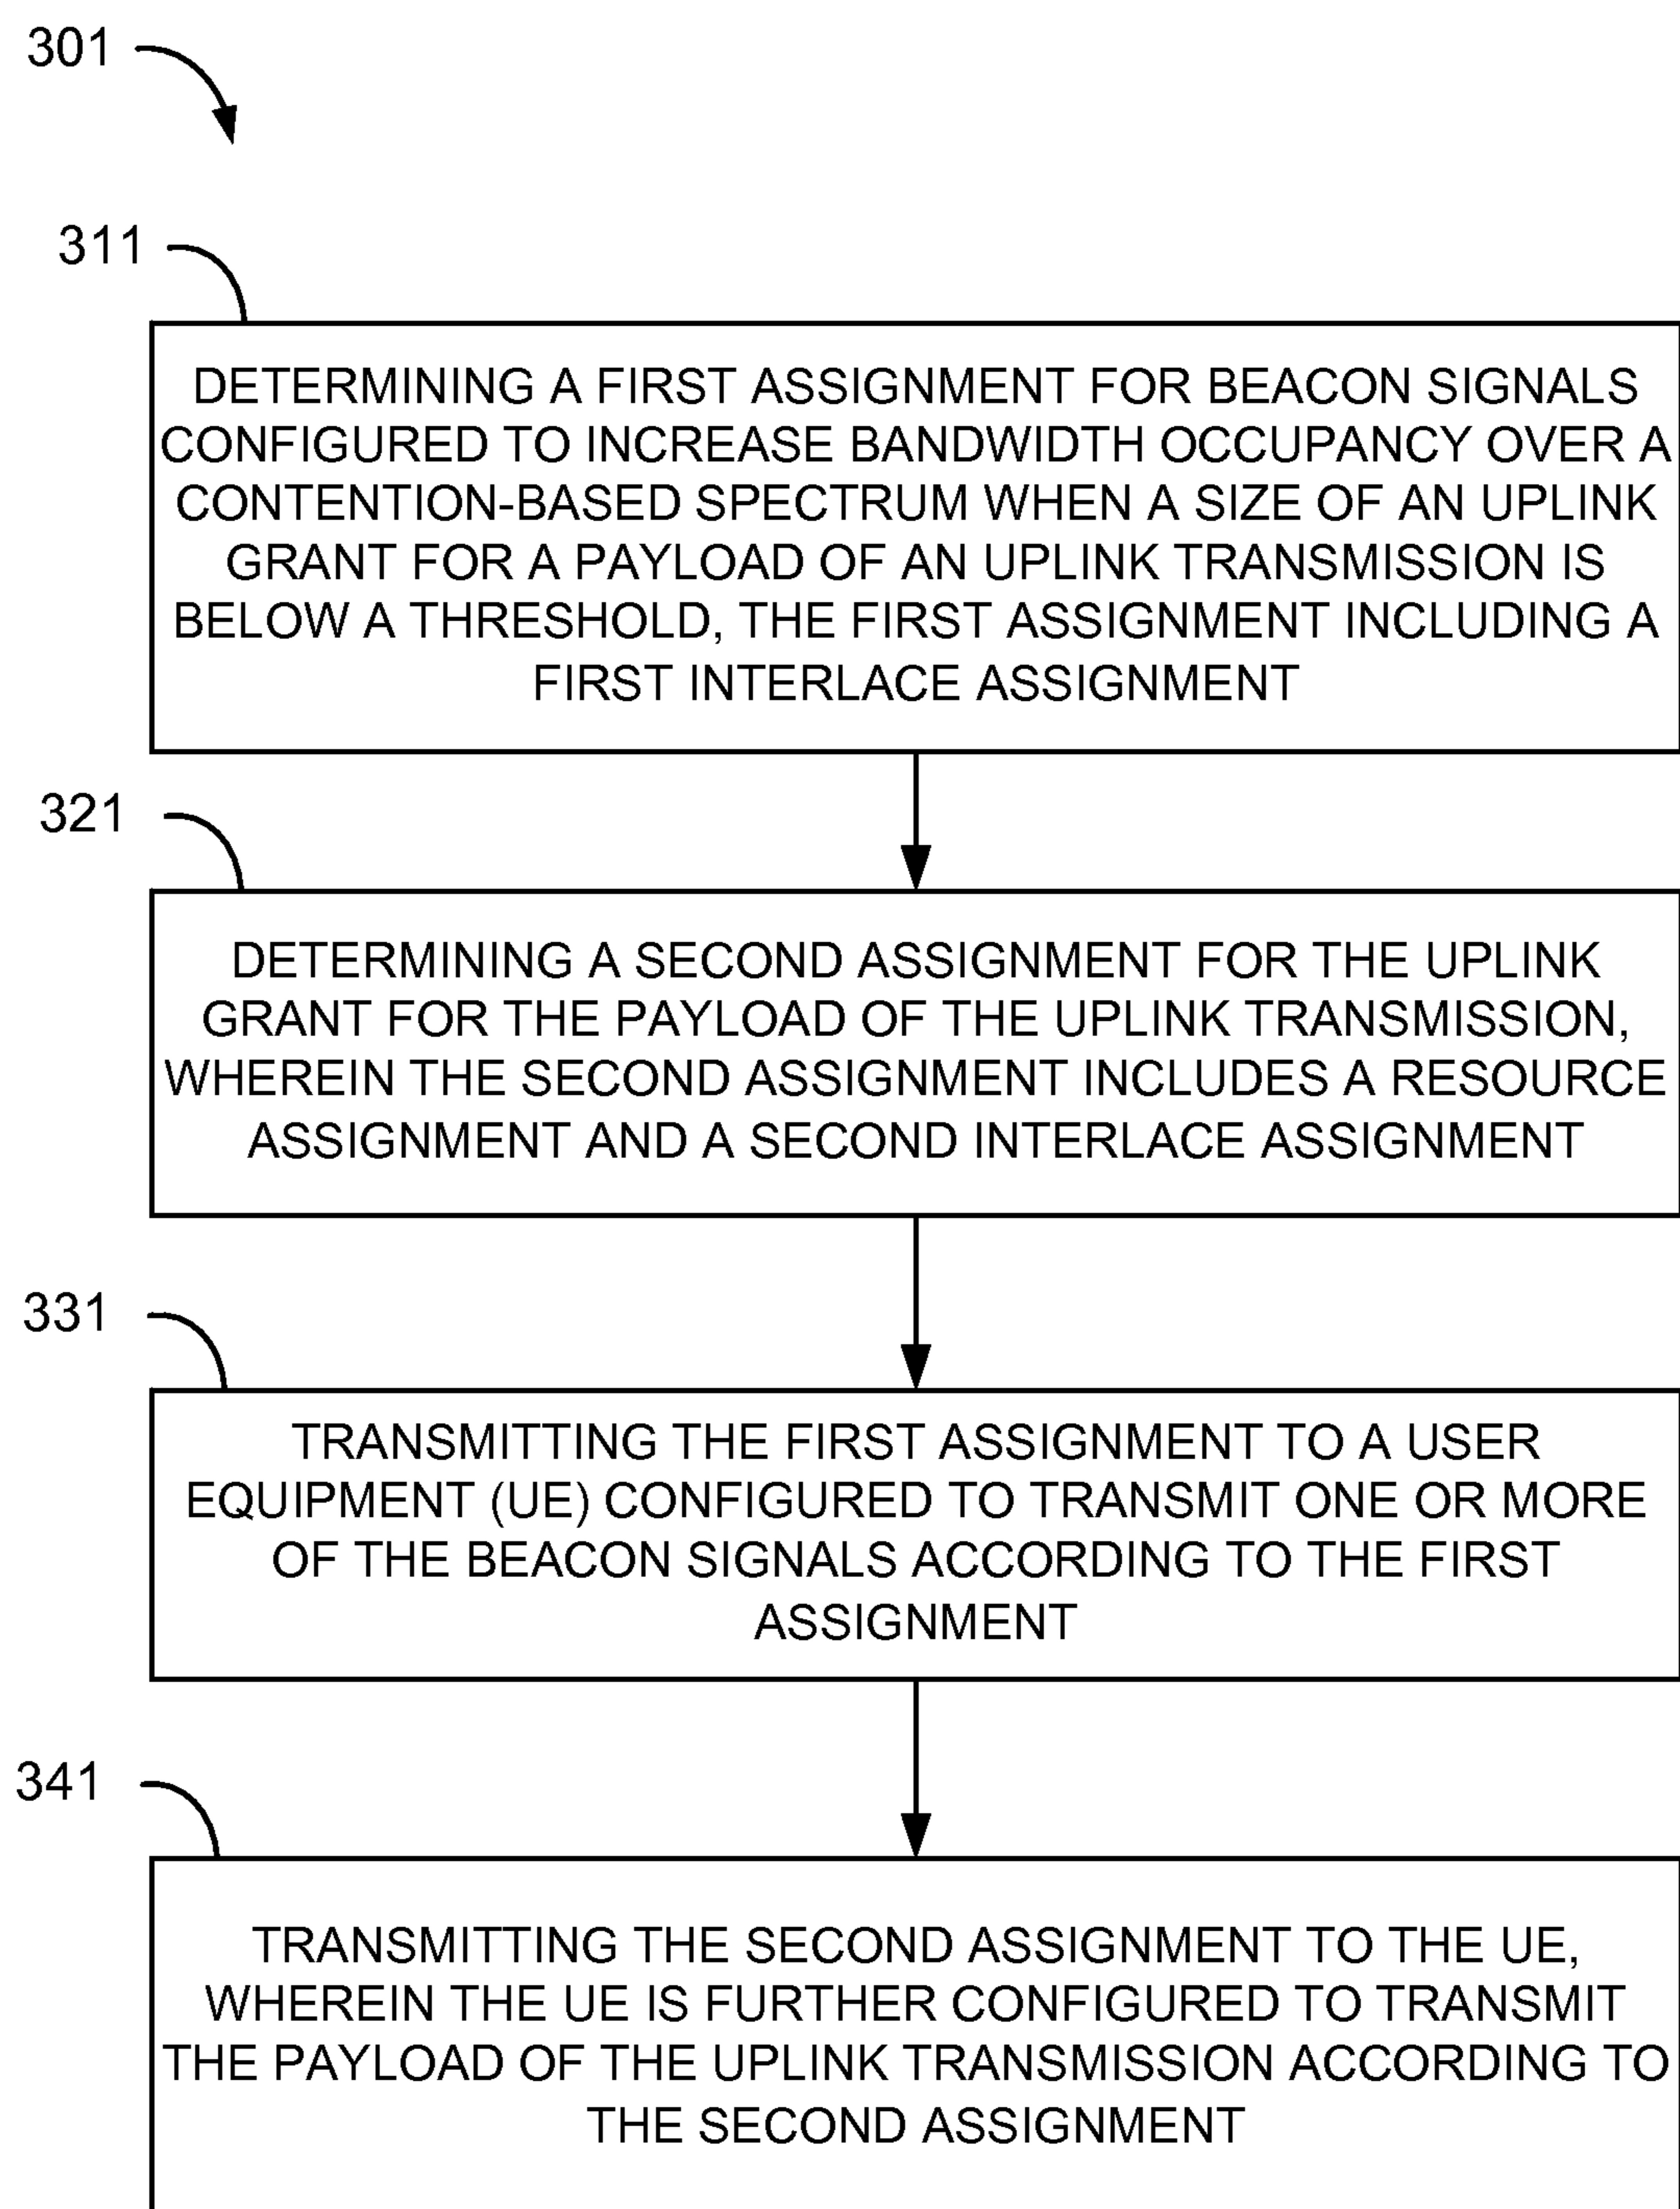 301
311
DETERMINING A FIRST ASSIGNMENT FOR BEACON SIGNALS
CONFIGURED TO INCREASE BANDWIDTH OCCUPANCY OVER A
CONTENTION-BASED SPECTRUM WHEN A SIZE OF AN UPLINK
GRANT FOR A PAYLOAD OF AN UPLINK TRANSMISSION IS
BELOW A THRESHOLD, THE FIRST ASSIGNMENT INCLUDING A
FIRST INTERLACE ASSIGNMENT
321
DETERMINING A SECOND ASSIGNMENT FOR THE UPLINK
GRANT FOR THE PAYLOAD OF THE UPLINK TRANSMISSION,
WHEREIN THE SECOND ASSIGNMENT INCLUDES A RESOURCE
ASSIGNMENT AND A SECOND INTERLACE ASSIGNMENT
331
TRANSMITTING THE FIRST ASSIGNMENT TO A USER
EQUIPMENT (UE) CONFIGURED TO TRANSMIT ONE OR MORE
OF THE BEACON SIGNALS ACCORDING TO THE FIRST
ASSIGNMENT
341
TRANSMITTING THE SECOND ASSIGNMENT TO THE UE,
WHEREIN THE UE IS FURTHER CONFIGURED TO TRANSMIT
THE PAYLOAD OF THE UPLINK TRANSMISSION ACCORDING TO
THE SECOND ASSIGNMENT